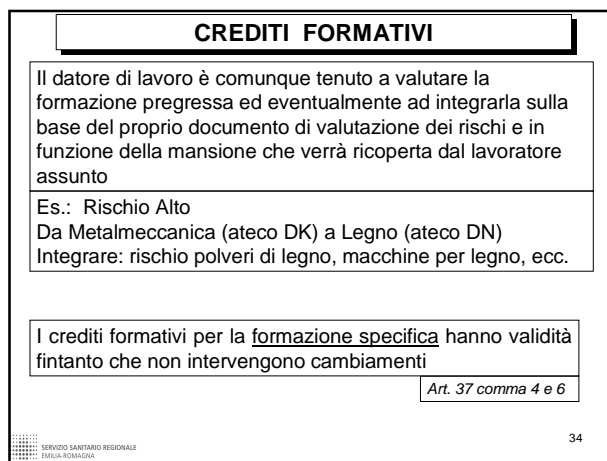 CREDITI FORMATIVI
Il datore di lavoro è comunque tenuto a valutare la
formazione pregressa ed eventualmente ad integrarla sulla
base del proprio documento di valutazione dei rischi e in
funzione della mansione che verrà ricoperta dal lavoratore
assunto
Es.: Rischio Alto
Da Metalmeccanica (ateco DK) a Legno (ateco DN)
Integrare: rischio polveri di legno, macchine per legno, ecc.
I crediti formativi per la formazione specifica hanno validità
fintanto che non intervengono cambiamenti
Art. 37 comma 4 e 6
34
SERVIZIO SANITARIO REGIONALE
EMILIA-ROMAGNA